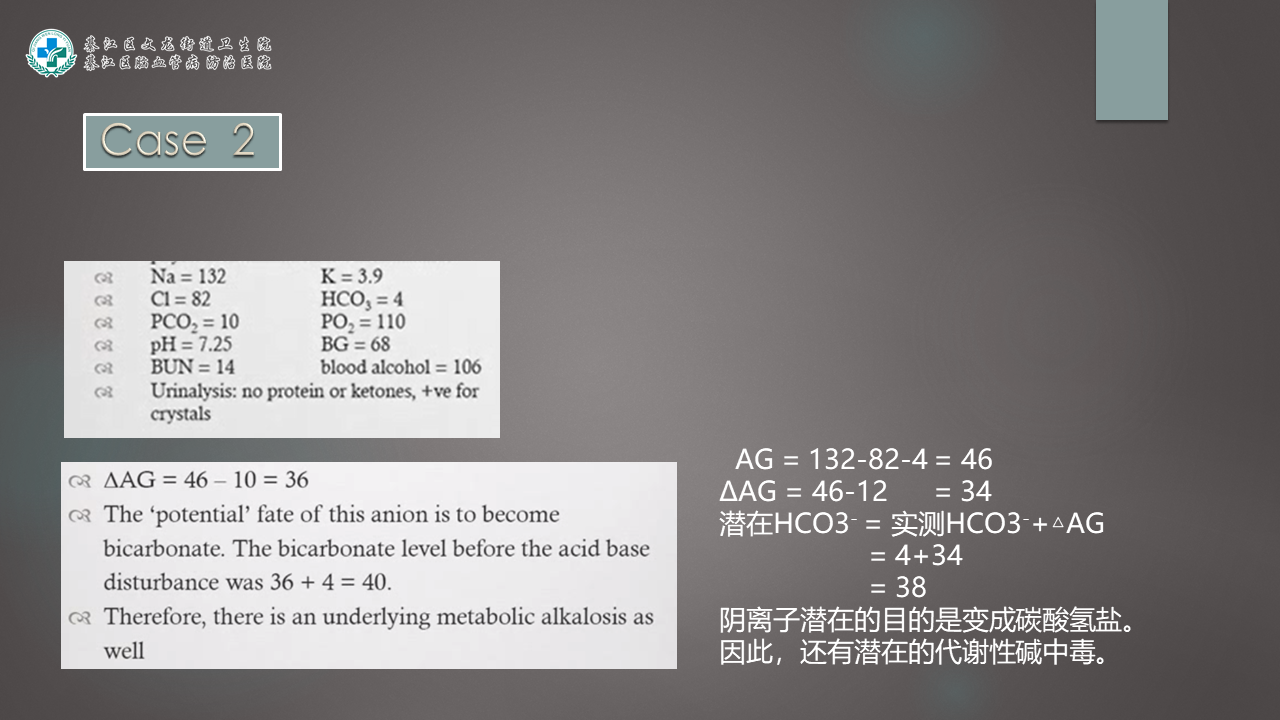 綦江区文龙街道卫生院
綦江区脑血管病防治医院
Case 2
Na = 132 K = 3.9
Cl = 82 HCO₃ = 4
PCO₂ = 10 PO₂ = 110
pH = 7.25 BG = 68
BUN = 14 blood alcohol = 106
Urinalysis: no protein or ketones, +ve for
crystals
ΔAG = 46 – 10 = 36
The ‘potential’ fate of this anion is to become
bicarbonate. The bicarbonate level before the acid base
disturbance was 36 + 4 = 40.
Therefore, there is an underlying metabolic alkalosis as
well
AG = 132-82-4 = 46
ΔAG = 46-12 = 34
潜在HCO3⁻ = 实测HCO3⁻+△AG
= 4+34
= 38
阴离子潜在的目的是变成碳酸氢盐。
因此，还有潜在的代谢性碱中毒。